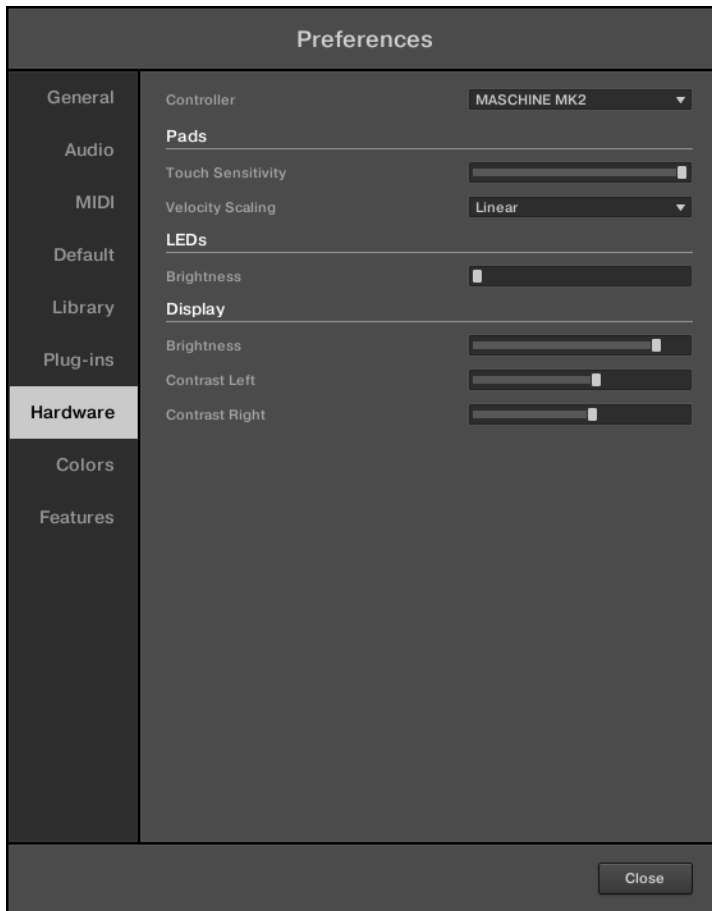 Preferences
General
Audio
MIDI
Default
Library
Plug-ins
Hardware
Colors
Features
Controller MASCHINE MK2
Pads
Touch Sensitivity
Velocity Scaling Linear
LEDs
Brightness
Display
Brightness
Contrast Left
Contrast Right
Close